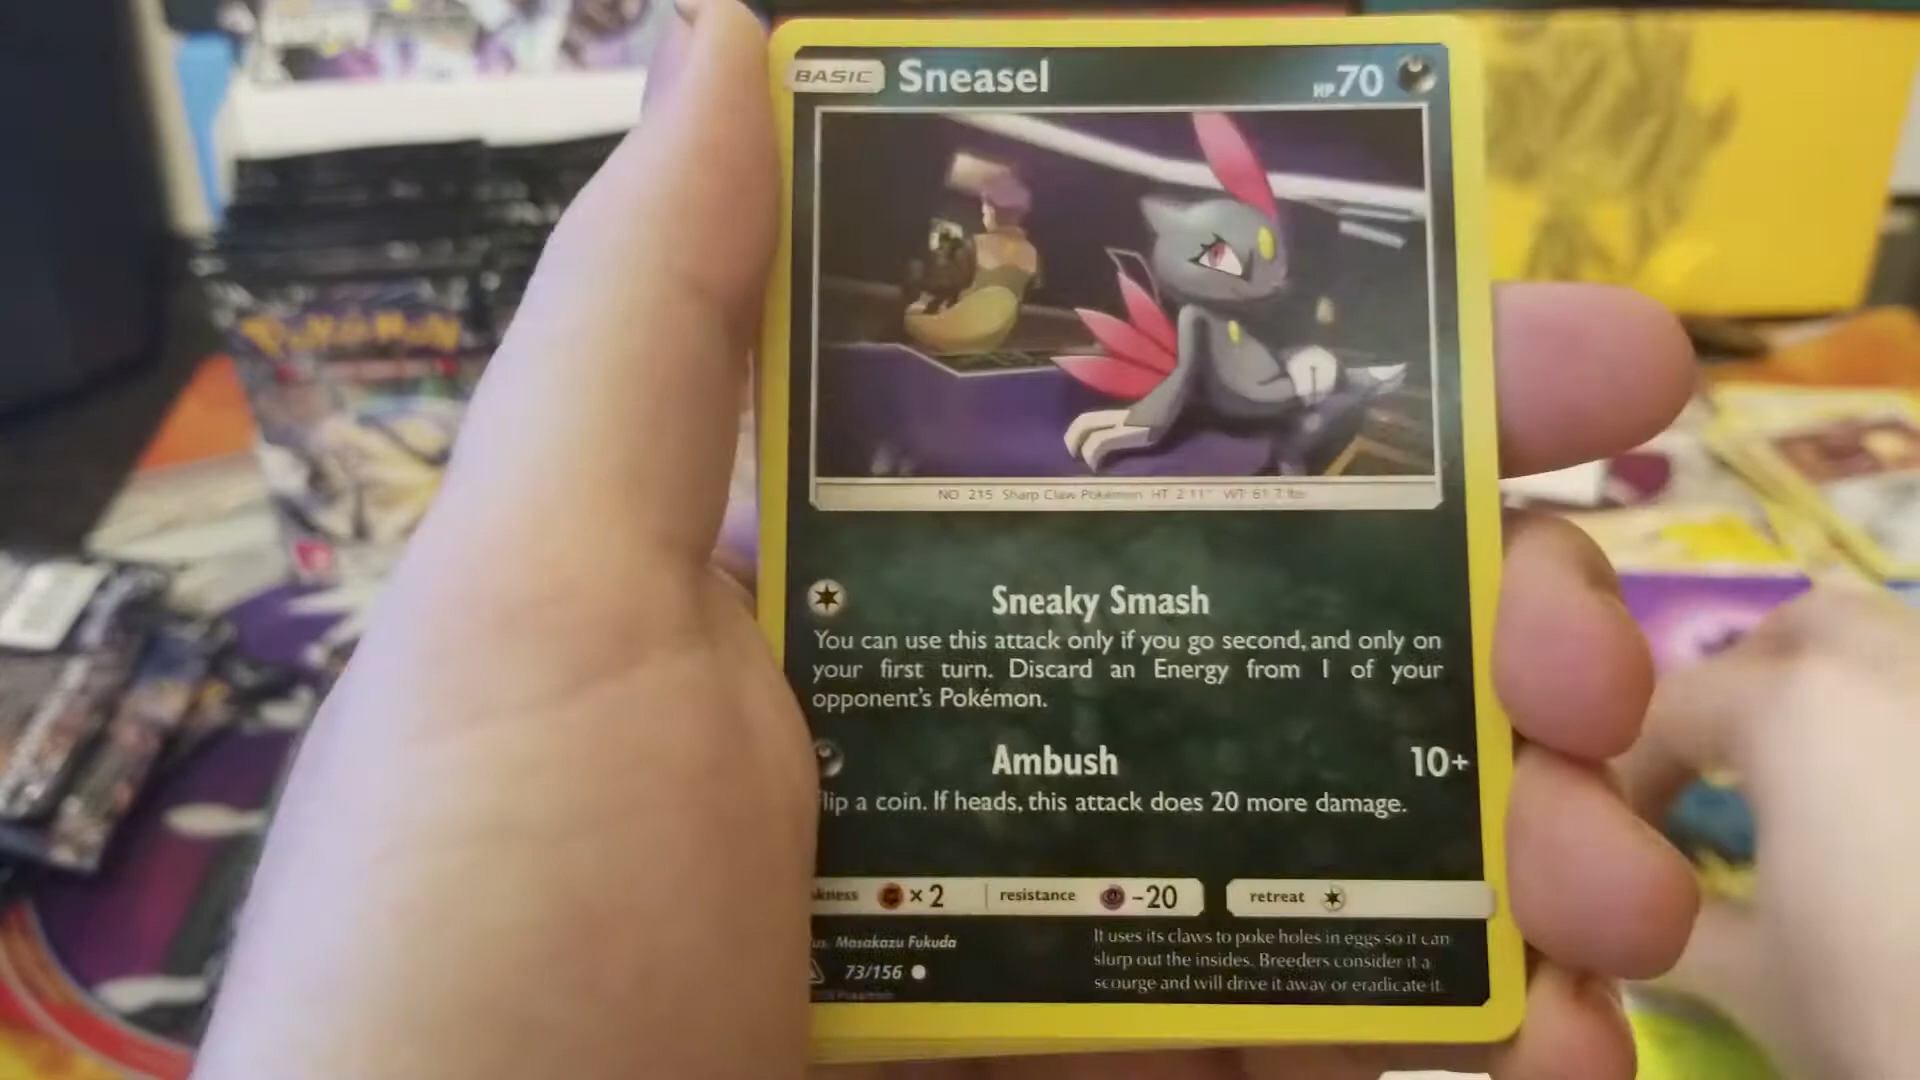 BASIC Sneasel HP 70
NO. 215 Sharp Claw Pokémon HT: 2'11" WT: 61.7 lbs
Sneaky Smash
You can use this attack only if you go second, and only on
your first turn. Discard an Energy from 1 of your
opponent's Pokémon.
Ambush 10+
lip a coin. If heads, this attack does 20 more damage.
kness ×2 resistance -20 retreat
us. Masakazu Fukuda
73/156
It uses its claws to poke holes in eggs so it can
slurp out the insides. Breeders consider it a
scourge and will drive it away or eradicate it.
POKéMON